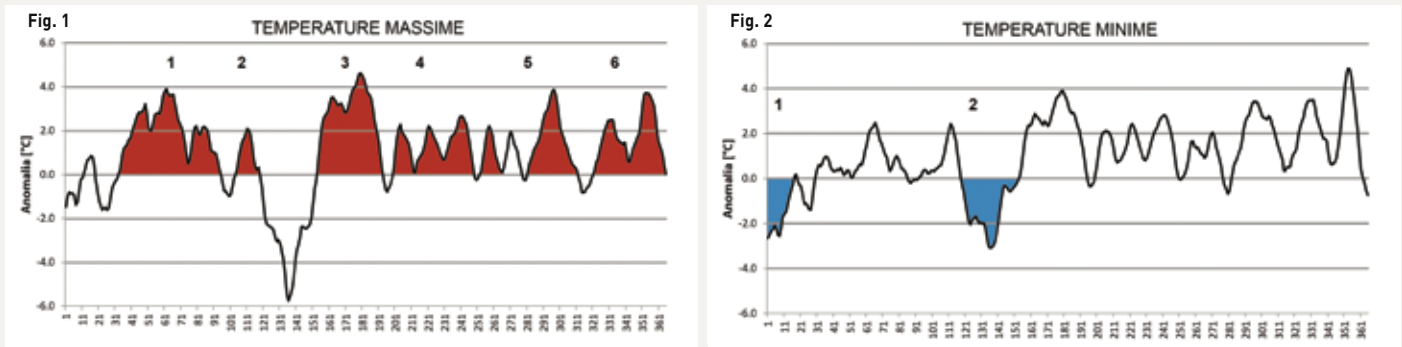 Fig. 1
TEMPERATURE MASSIME
6.0
4.0
2.0
0.0
-2.0
-4.0
-6.0
Anomalia [°C]
1 2 3 4 5 6
1 11 21 31 41 51 61 71 81 91 101 111 121 131 141 151 161 171 181 191 201 211 221 231 241 251 261 271 281 291 301 311 321 331 341 351 361
Fig. 2
TEMPERATURE MINIME
6.0
4.0
2.0
0.0
-2.0
-4.0
-6.0
Anomalia [°C]
1 2
1 11 21 31 41 51 61 71 81 91 101 111 121 131 141 151 161 171 181 191 201 211 221 231 241 251 261 271 281 291 301 311 321 331 341 351 361